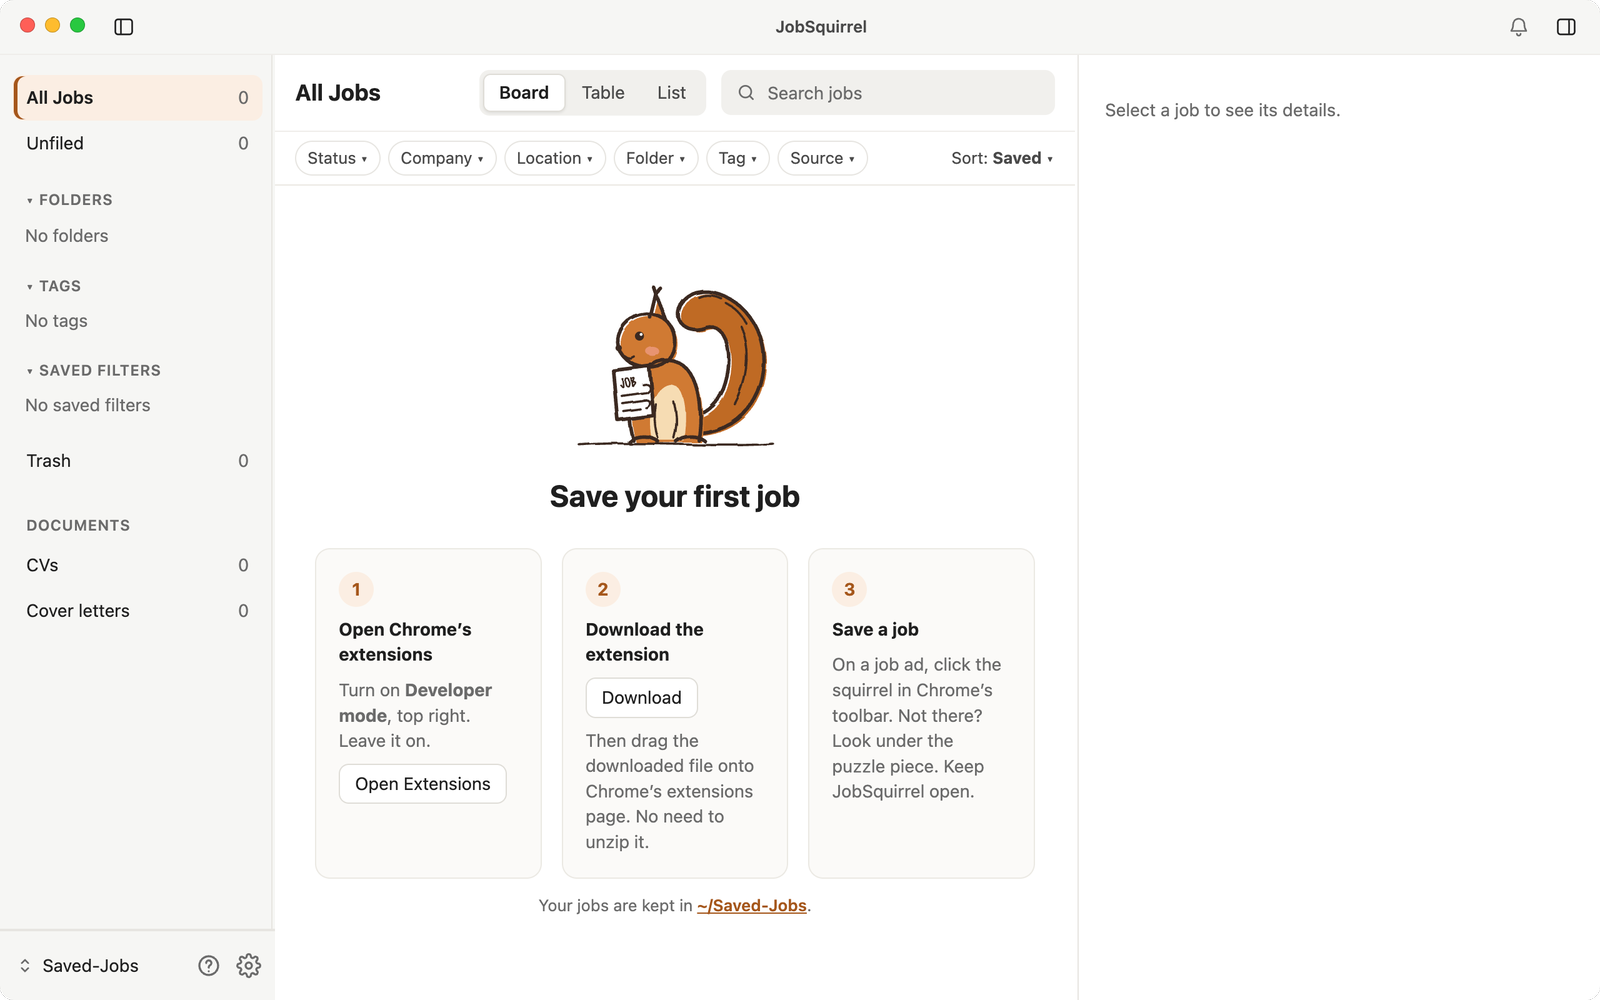 JobSquirrel
All Jobs 0
Unfiled 0
▾ FOLDERS
No folders
▾ TAGS
No tags
▾ SAVED FILTERS
No saved filters
Trash 0
DOCUMENTS
CVs 0
Cover letters 0
Saved-Jobs
All Jobs
Board Table List
Search jobs
Status ▾ Company ▾ Location ▾ Folder ▾ Tag ▾ Source ▾ Sort: Saved ▾
JOB
Save your first job
1
Open Chrome’s
extensions
Turn on Developer
mode, top right.
Leave it on.
Open Extensions
2
Download the
extension
Download
Then drag the
downloaded file onto
Chrome’s extensions
page. No need to
unzip it.
3
Save a job
On a job ad, click the
squirrel in Chrome’s
toolbar. Not there?
Look under the
puzzle piece. Keep
JobSquirrel open.
Your jobs are kept in ~/Saved-Jobs.
Select a job to see its details.